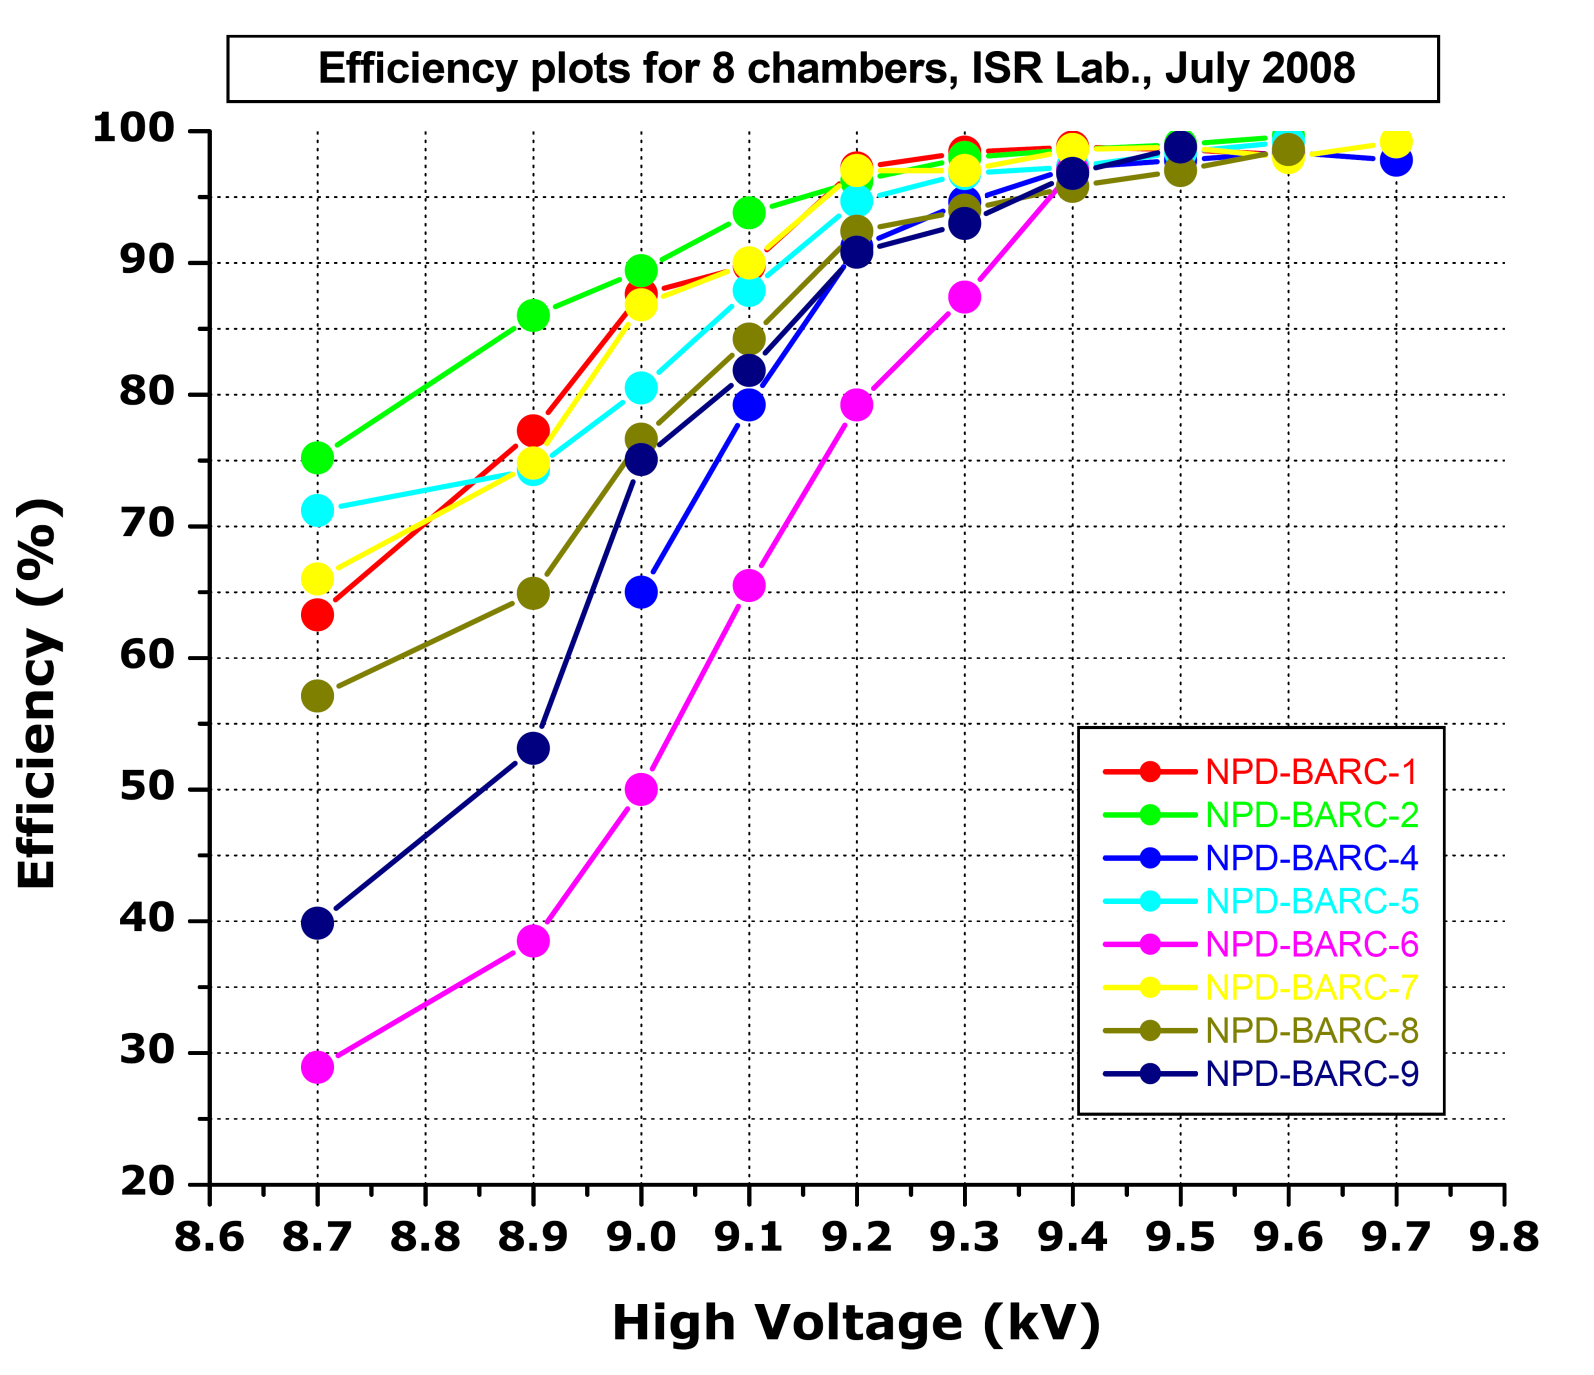 Efficiency plots for 8 chambers, ISR Lab., July 2008
100
90
80
70
60
50
40
30
20
Efficiency (%)
8.6 8.7 8.8 8.9 9.0 9.1 9.2 9.3 9.4 9.5 9.6 9.7 9.8
High Voltage (kV)
NPD-BARC-1
NPD-BARC-2
NPD-BARC-4
NPD-BARC-5
NPD-BARC-6
NPD-BARC-7
NPD-BARC-8
NPD-BARC-9